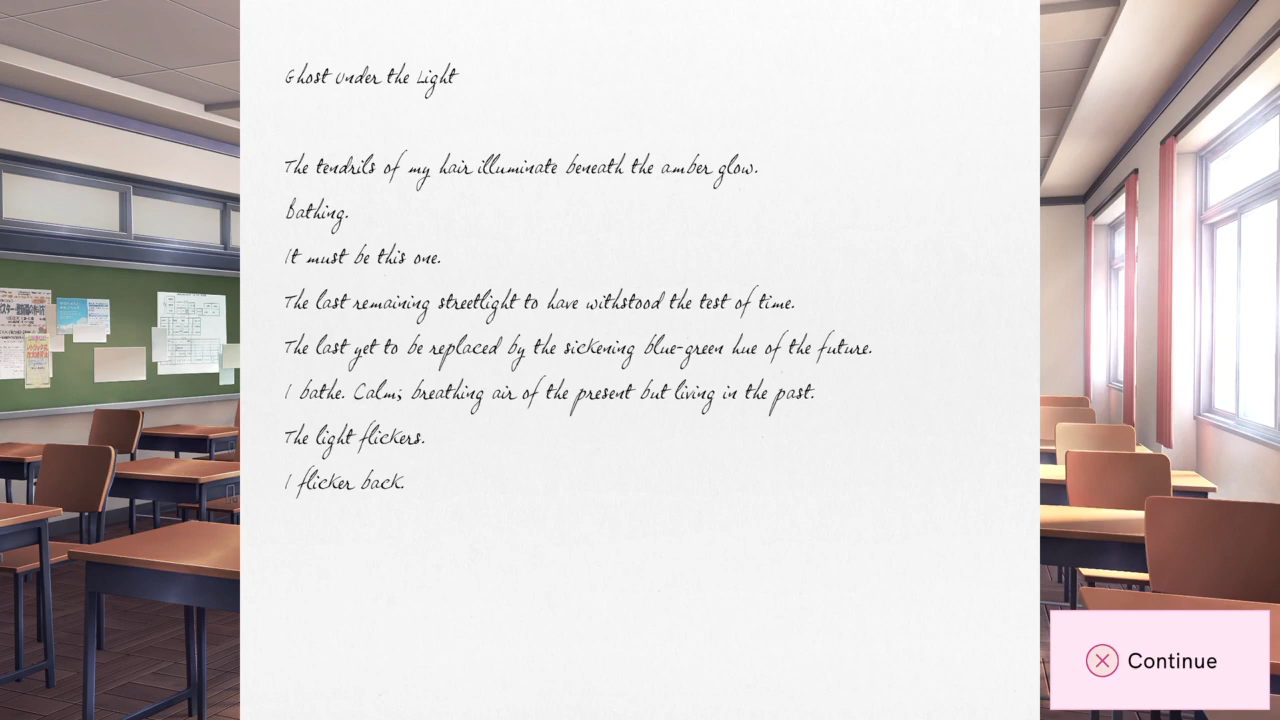 Ghost Under the Light
The tendrils of my hair illuminate beneath the amber glow.
Bathing.
It must be this one.
The last remaining streetlight to have withstood the test of time.
The last yet to be replaced by the sickening blue-green hue of the future.
I bathe. Calm; breathing air of the present but living in the past.
The light flickers.
I flicker back.
Continue